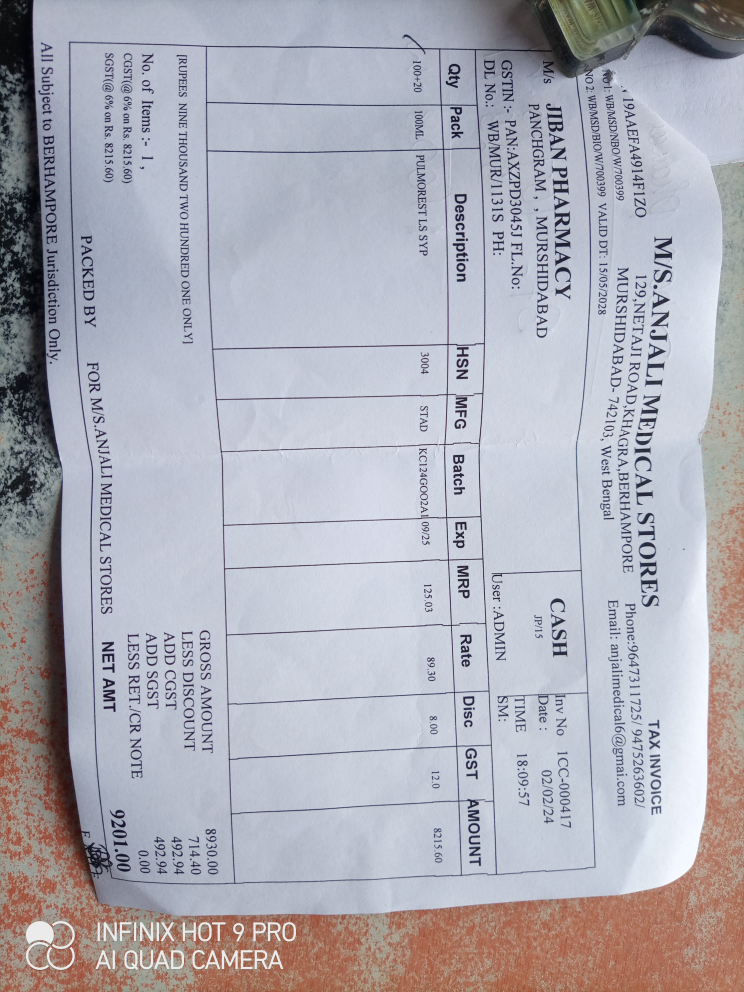 TAX INVOICE
M/S.ANJALI MEDICAL STORES
129,NETAJI ROAD,KHAGRA,BERHAMPORE
MURSHIDABAD- 742103, West Bengal
Phone:9647311725/ 9475263602/
Email: anjalimedical6@gmai.com
19AAEFA4914F1ZO
NO 1: WB/MSD/NBO/W/700399
NO 2: WB/MSD/BIO/W/700399 VALID DT: 15/05/2028
M/s JIBAN PHARMACY
PANCHGRAM, , MURSHIDABAD
GSTIN :- PAN:AXZPD3045J FL.No:
DL No.: WB/MUR/1131S PH:
CASH
JP/15
User :ADMIN
Inv No 1CC-000417
Date : 02/02/24
TIME 18:09:57
SM:
Qty Pack Description HSN MFG Batch Exp MRP Rate Disc GST AMOUNT
100+20 100ML PULMOREST LS SYP 3004 STAD KC124GOO2A1 09/25 125.03 89.30 8.00 12.0 8215.60
[RUPEES NINE THOUSAND TWO HUNDRED ONE ONLY]
No. of Items :- 1 ,
CGST(@ 6% on Rs. 8215.60)
SGST(@ 6% on Rs. 8215.60)
GROSS AMOUNT 8930.00
LESS DISCOUNT 714.40
ADD CGST 492.94
ADD SGST 492.94
LESS RET./CR NOTE 0.00
NET AMT 9201.00
PACKED BY FOR M/S.ANJALI MEDICAL STORES
All Subject to BERHAMPORE Jurisdiction Only.
INFINIX HOT 9 PRO
AI QUAD CAMERA